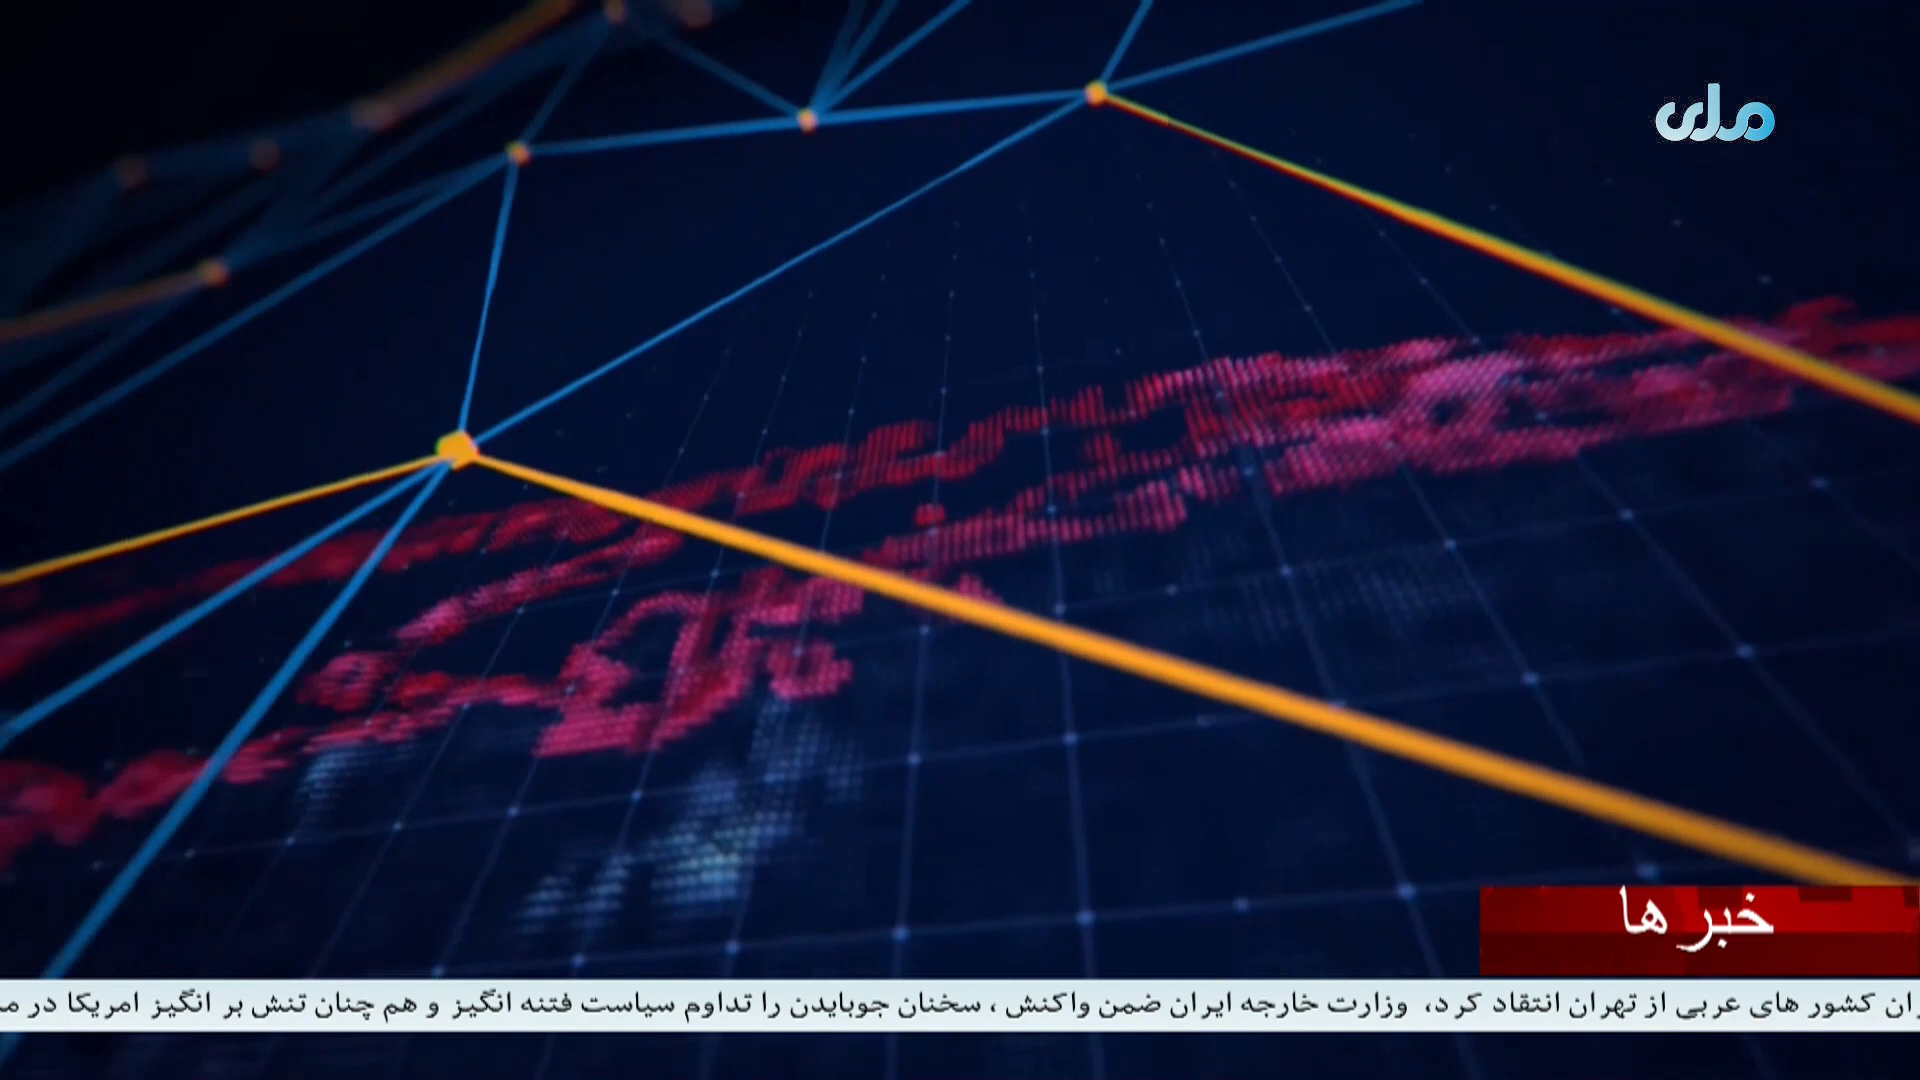 ملی
خبر ها
ران کشور های عربی از تهران انتقاد کرد، وزارت خارجه ایران ضمن واکنش ، سخنان جوبایدن را تداوم سیاست فتنه انگیز و هم چنان تنش بر انگیز امریکا در م